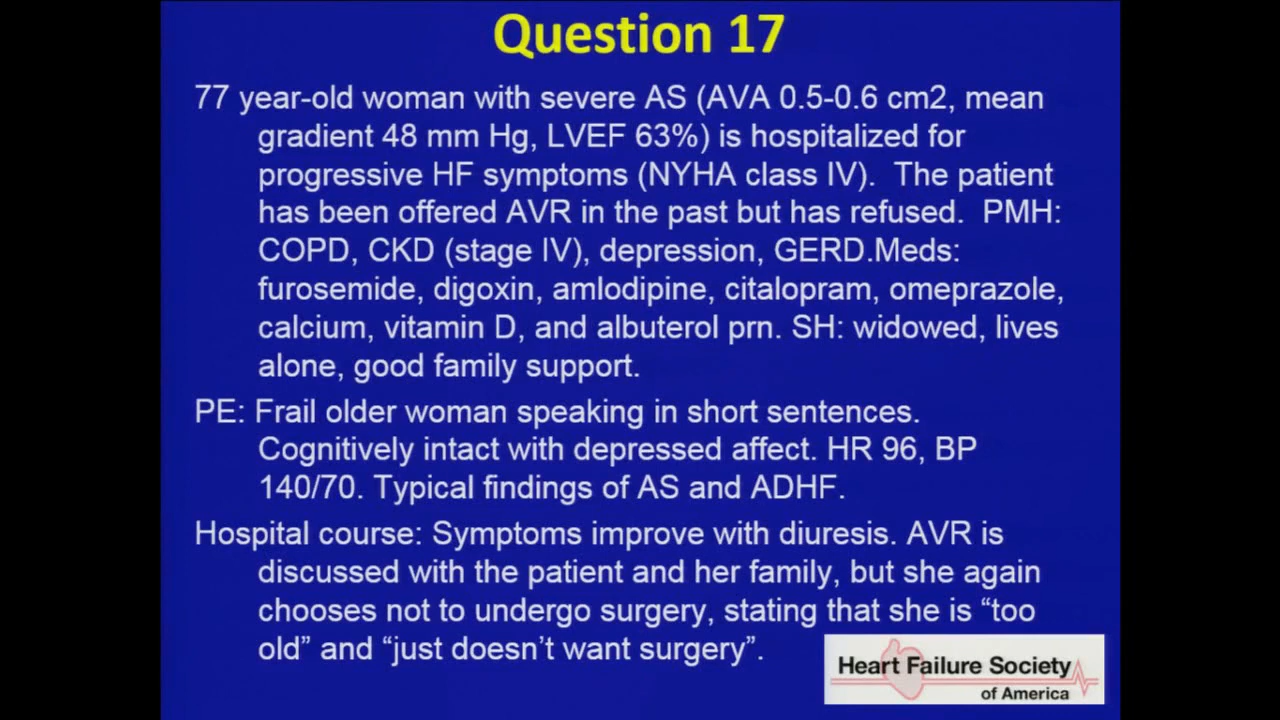 Question 17
77 year-old woman with severe AS (AVA 0.5-0.6 cm2, mean
gradient 48 mm Hg, LVEF 63%) is hospitalized for
progressive HF symptoms (NYHA class IV).  The patient
has been offered AVR in the past but has refused.  PMH:
COPD, CKD (stage IV), depression, GERD.Meds:
furosemide, digoxin, amlodipine, citalopram, omeprazole,
calcium, vitamin D, and albuterol prn. SH: widowed, lives
alone, good family support.
PE: Frail older woman speaking in short sentences.
Cognitively intact with depressed affect. HR 96, BP
140/70. Typical findings of AS and ADHF.
Hospital course: Symptoms improve with diuresis. AVR is
discussed with the patient and her family, but she again
chooses not to undergo surgery, stating that she is “too
old” and “just doesn’t want surgery”.
Heart Failure Society
of America